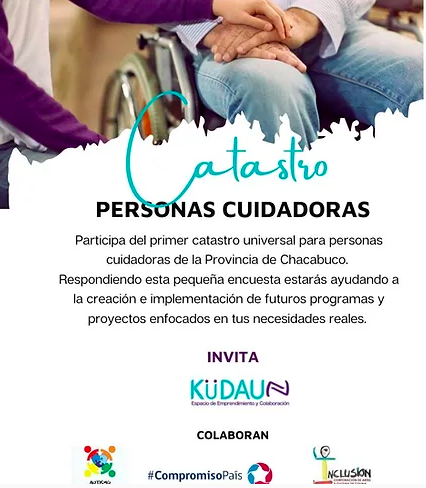 Catastro
PERSONAS CUIDADORAS
Participa del primer catastro universal para personas
cuidadoras de la Provincia de Chacabuco.
Respondiendo esta pequeña encuesta estarás ayudando a
la creación e implementación de futuros programas y
proyectos enfocados en tus necesidades reales.
INVITA
KÜDAUN
Espacio de Emprendimiento y Colaboración
COLABORAN
#CompromisoPaís
INCLUSIÓN